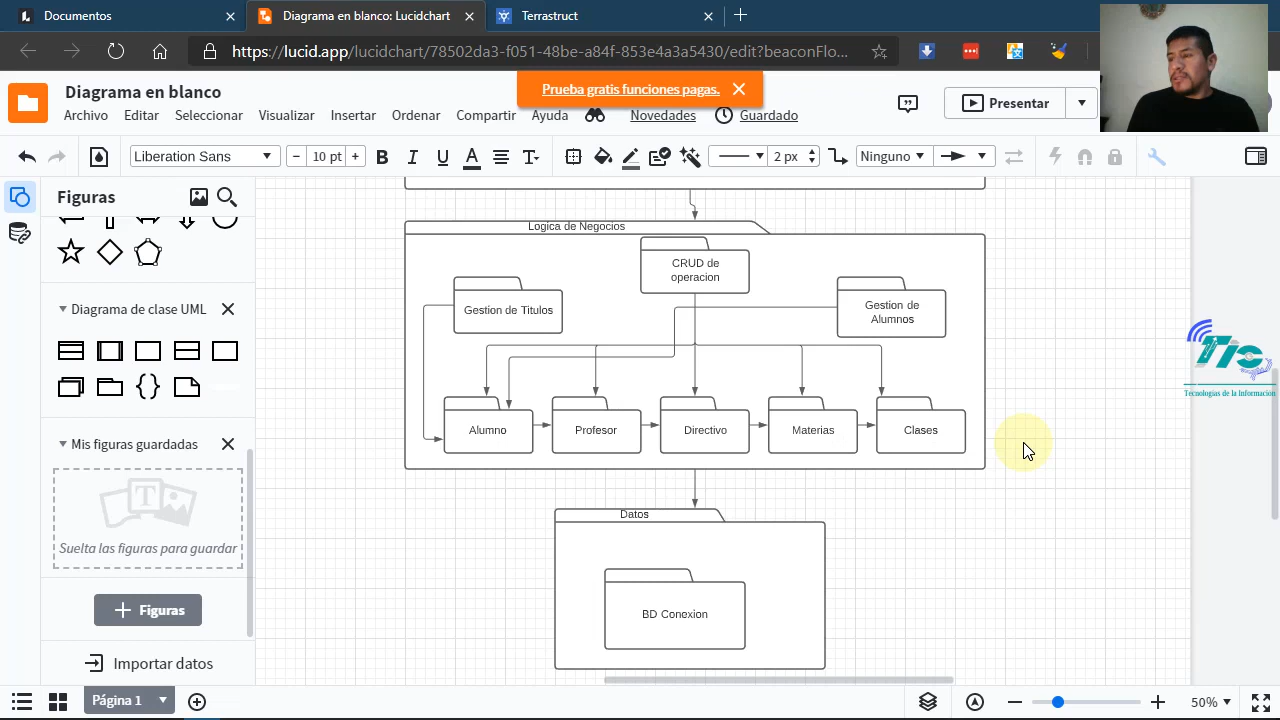 Documentos
Diagrama en blanco: Lucidchart
Terrastruct
https://lucid.app/lucidchart/78502da3-f051-48be-a84f-853e4a3a5430/edit?beaconFlo...
Diagrama en blanco
Prueba gratis funciones pagas.
Archivo Editar Seleccionar Visualizar Insertar Ordenar Compartir Ayuda Novedades Guardado
Presentar
Liberation Sans
10 pt
B I U A T
2 px
Ninguno
Figuras
Diagrama de clase UML
Mis figuras guardadas
T
Suelta las figuras para guardar
Figuras
Importar datos
Logica de Negocios
CRUD de
operacion
Gestion de Titulos
Gestion de
Alumnos
Alumno
Profesor
Directivo
Materias
Clases
Datos
BD Conexion
TIC
Tecnologias de la Informacion
Página 1
50%